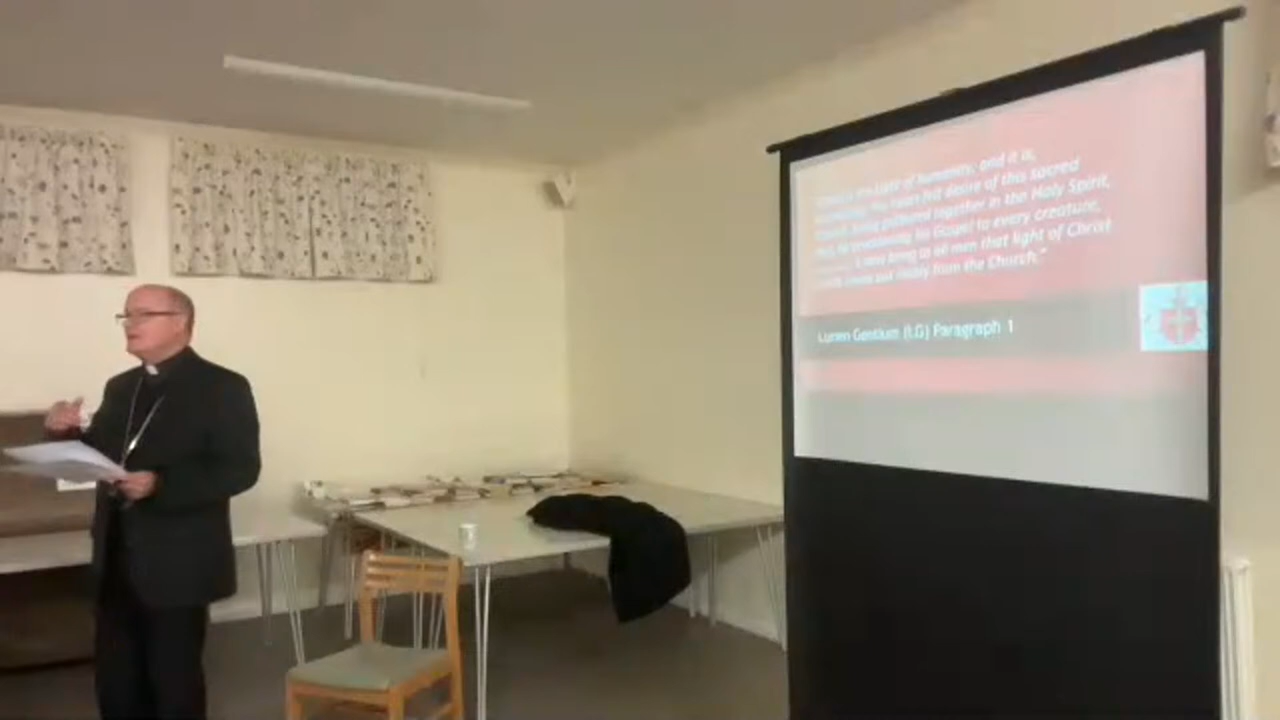 Christ is the Light of humanity; and it is,
accordingly, the heart-felt desire of this sacred
Church, being gathered together in the Holy Spirit,
that, by proclaiming his Gospel to every creature,
it may bring to all men that light of Christ
which shines out visibly from the Church."
Lumen Gentium (LG) Paragraph 1